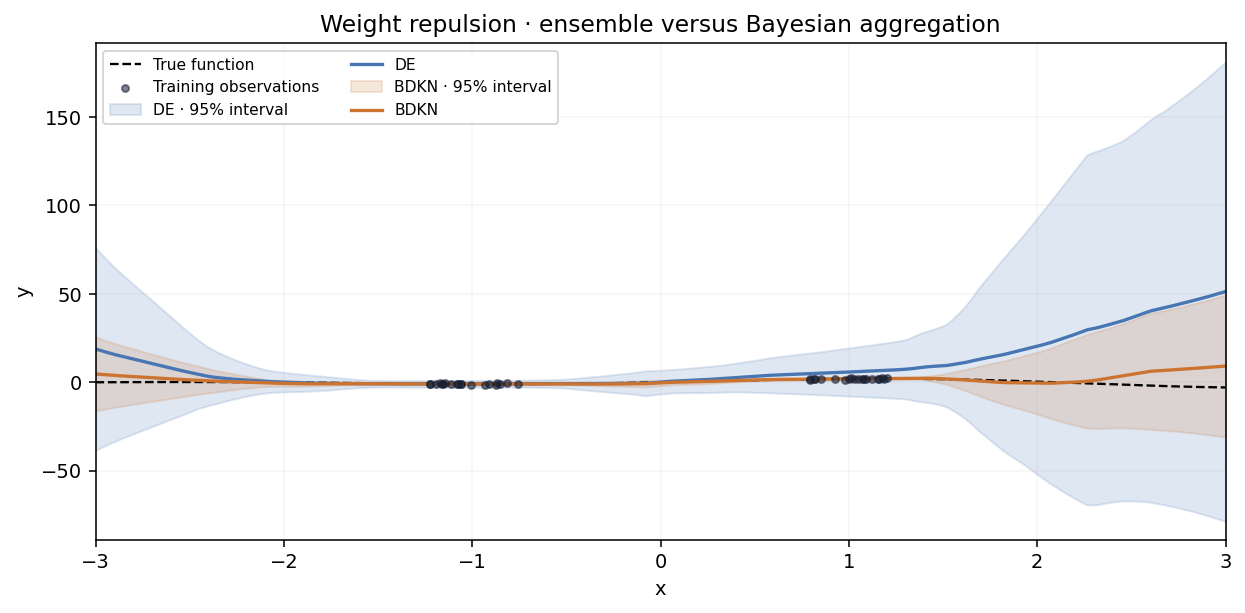 Weight repulsion · ensemble versus Bayesian aggregation
True function
Training observations
DE · 95% interval
DE
BDKN · 95% interval
BDKN
150
100
50
0
−50
y
−3
−2
−1
0
1
2
3
x